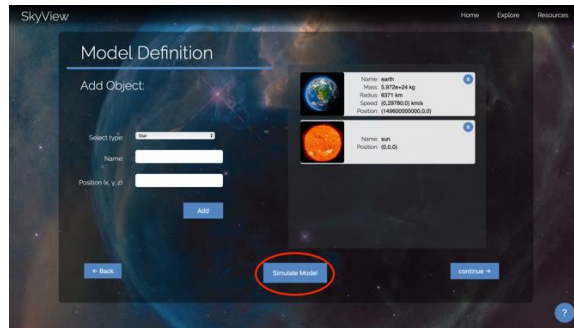 SkyView
Home Explore Resources
Model Definition
Add Object:
Select type: Star
Name:
Position (x, y, z):
Add
Name: earth
Mass: 5.972e+24 kg
Radius: 6371 km
Speed: (0,29780,0) km/s
Position: (149600000000,0,0)
x
Name: sun
Position: (0,0,0)
x
← Back
Simulate Model
continue →
?